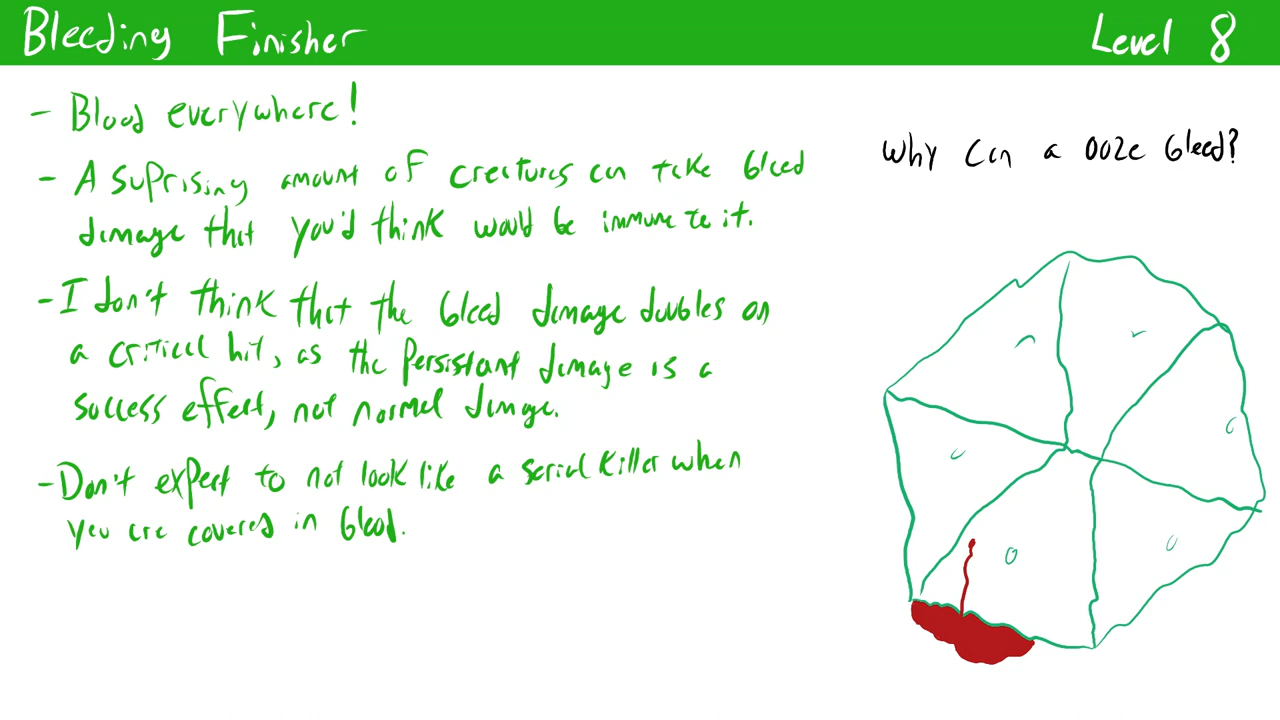 Bleeding Finisher
Level 8
- Blood everywhere!
- A suprising amount of creatures can take bleed
damage that you'd think would be immune to it.
- I don't think that the bleed damage doubles on
a critical hit, as the persistant damage is a
success effect, not normal damage.
- Don't expect to not look like a serial killer when
you are covered in blood.
Why can a ooze bleed?